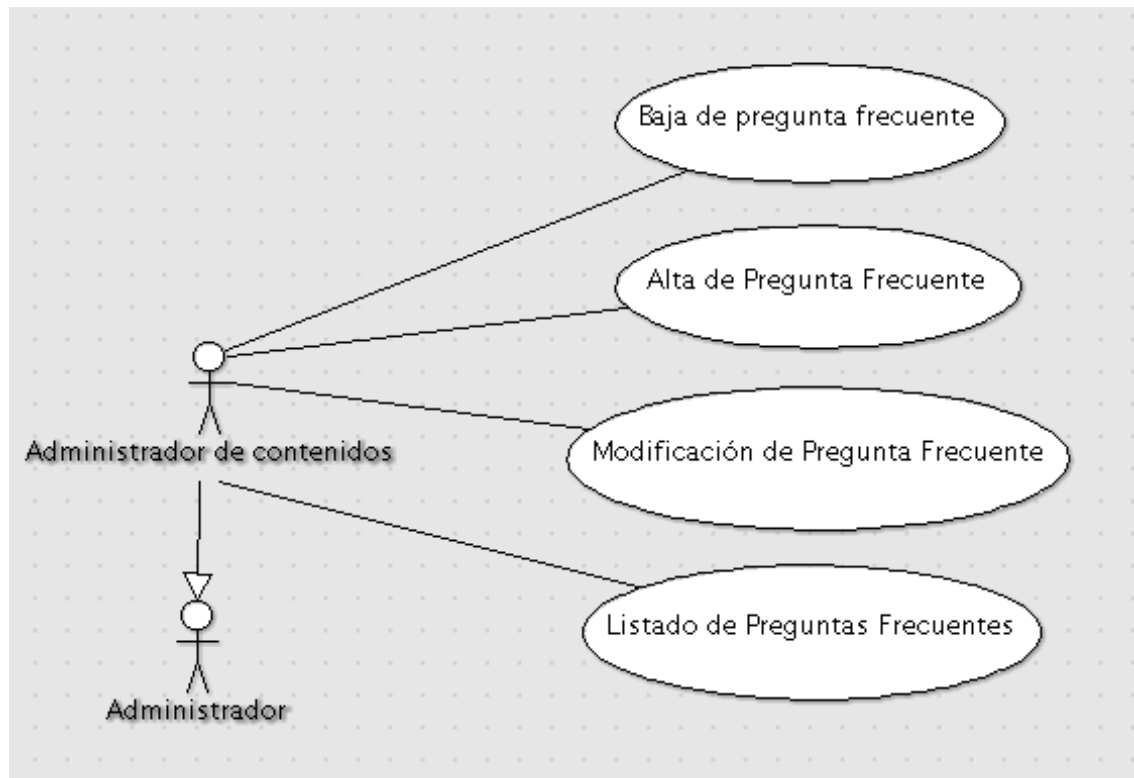 Baja de pregunta frecuente
Alta de Pregunta Frecuente
Administrador de contenidos
Modificación de Pregunta Frecuente
Listado de Preguntas Frecuentes
Administrador